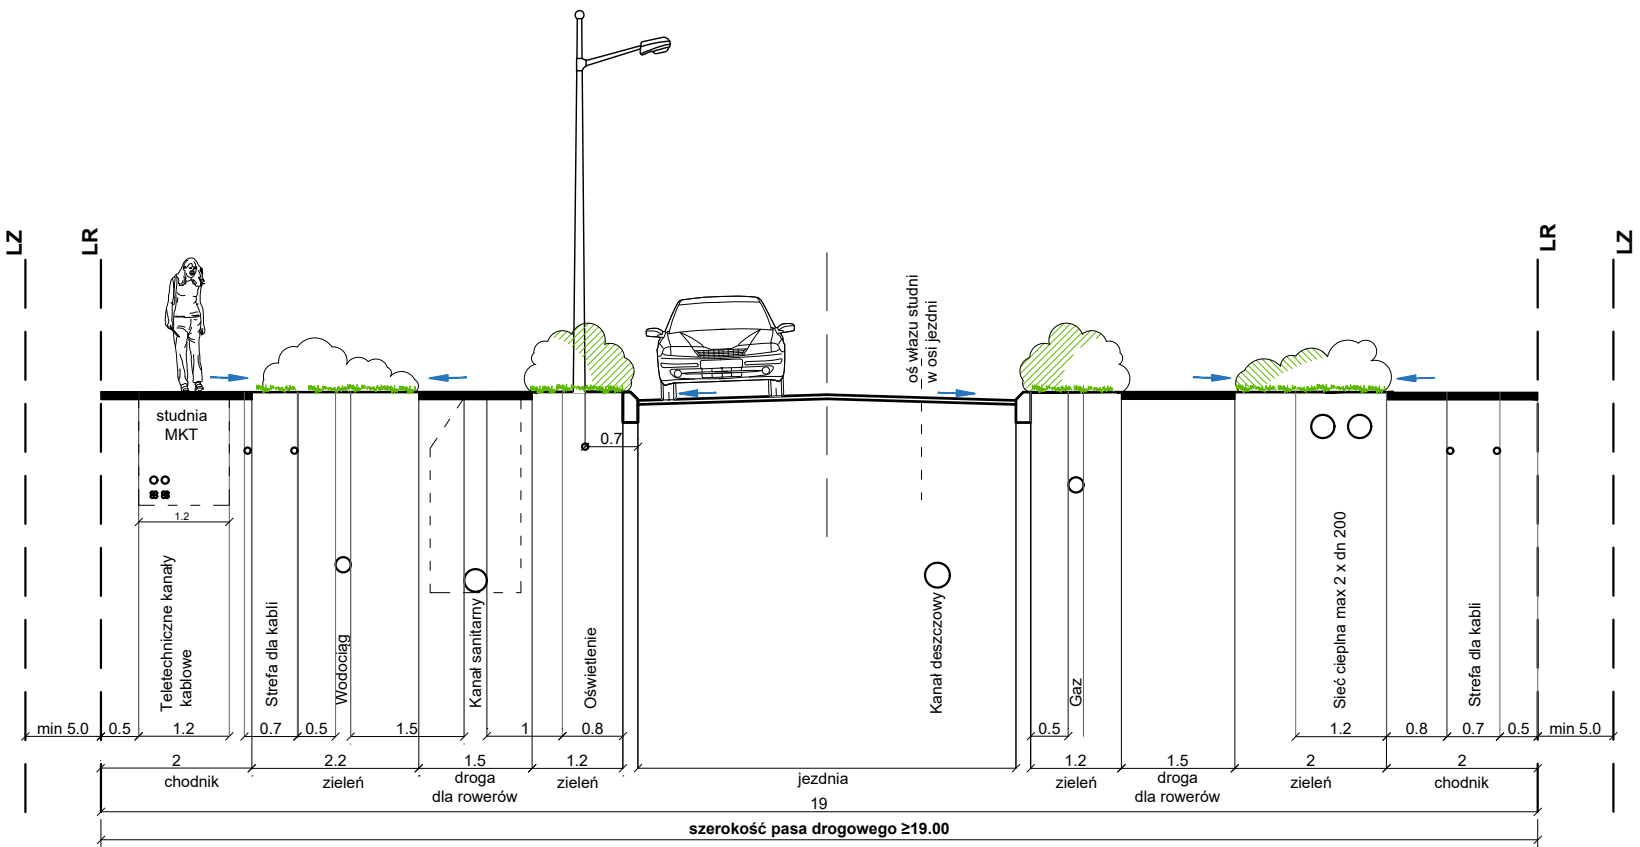 LZ
LR
LR
LZ
oś włazu studni
w osi jezdni
studnia
MKT
0.7
1.2
Teletechniczne kanały
kablowe
Strefa dla kabli
Wodociąg
Kanał sanitarny
Oświetlenie
Kanał deszczowy
Gaz
Sieć cieplna max 2 x dn 200
Strefa dla kabli
min 5.0
0.5
1.2
0.7
0.5
1.5
1
0.8
0.5
1.2
0.8
0.7
0.5
min 5.0
2
2.2
1.5
1.2
1.2
1.5
2
2
chodnik
zieleń
droga
dla rowerów
zieleń
jezdnia
zieleń
droga
dla rowerów
zieleń
chodnik
19
szerokość pasa drogowego ≥19.00